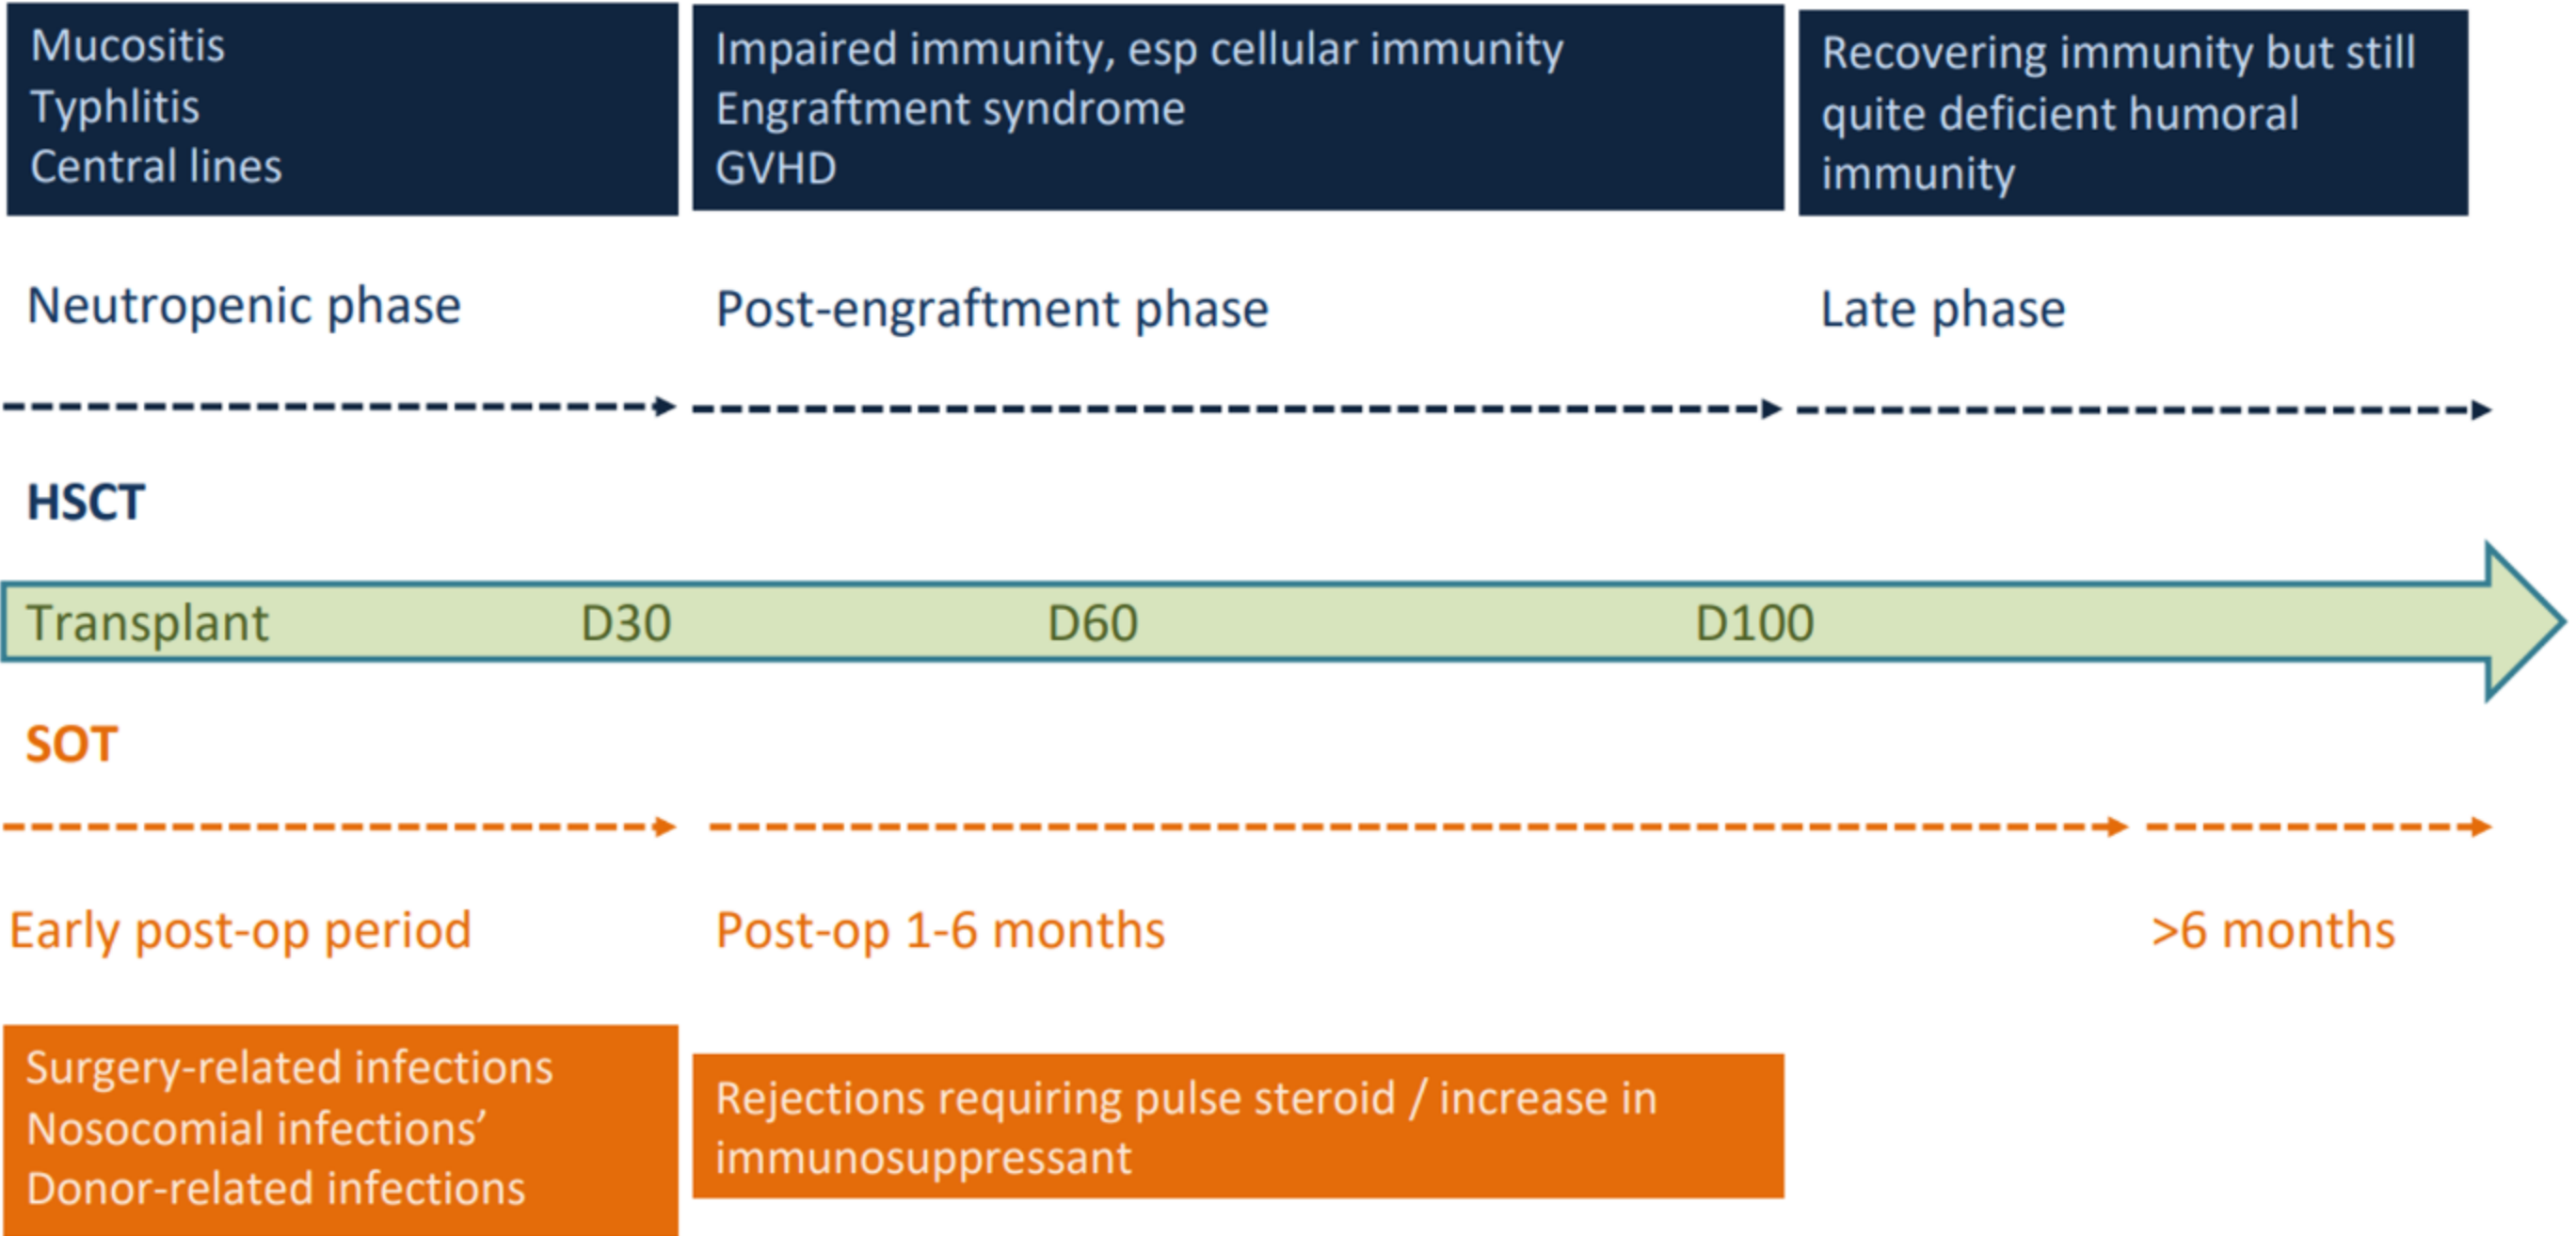 Mucositis
Typhlitis
Central lines
Impaired immunity, esp cellular immunity
Engraftment syndrome
GVHD
Recovering immunity but still
quite deficient humoral
immunity
Neutropenic phase
Post-engraftment phase
Late phase
HSCT
Transplant
D30
D60
D100
SOT
Early post-op period
Post-op 1-6 months
>6 months
Surgery-related infections
Nosocomial infections’
Donor-related infections
Rejections requiring pulse steroid / increase in
immunosuppressant